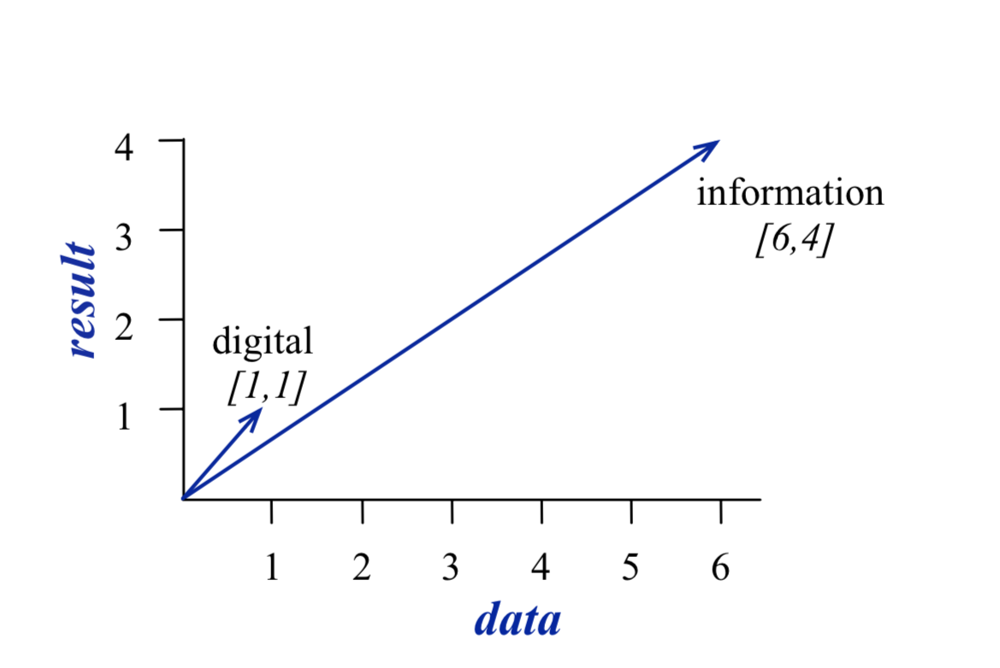 4
information
[6,4]
3
result
2
digital
[1,1]
1
1 2 3 4 5 6
data